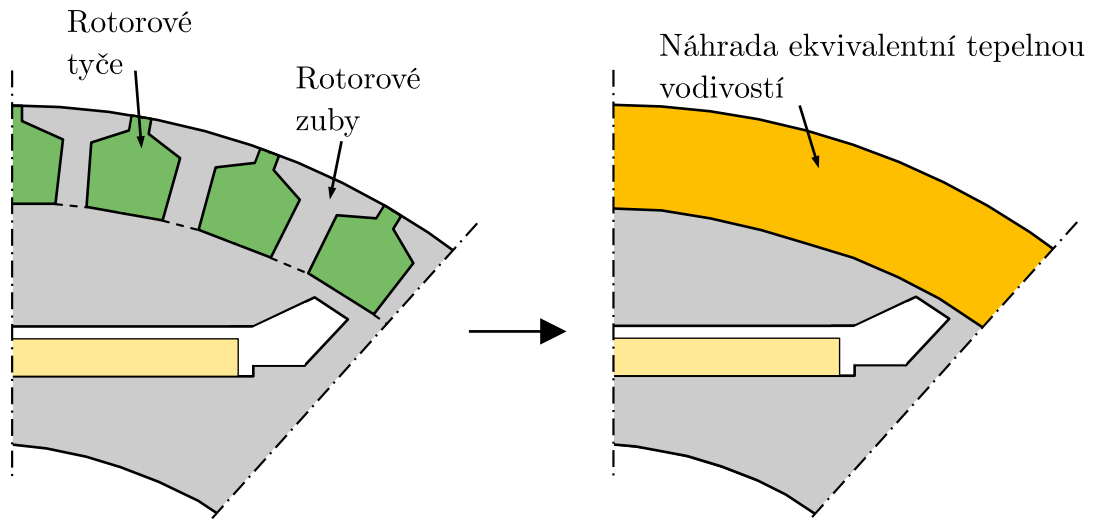 Rotorové
tyče
Rotorové
zuby
Náhrada ekvivalentní tepelnou
vodivostí